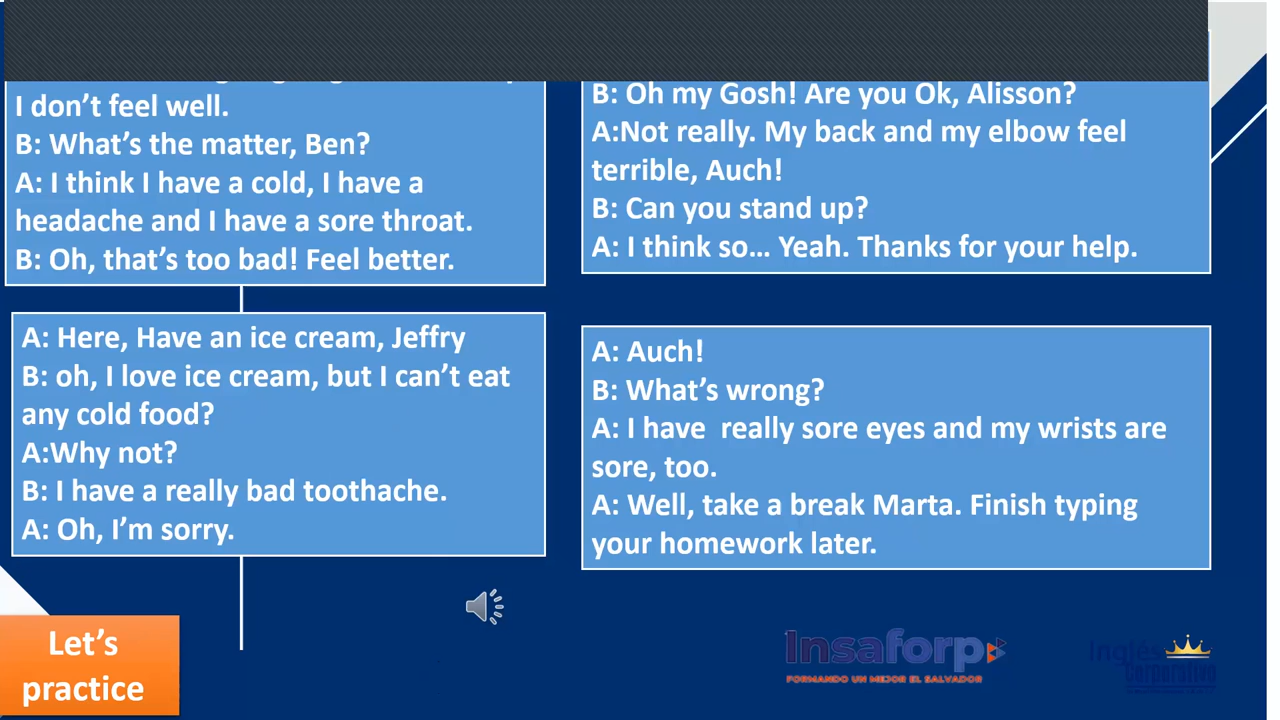 I don't feel well.
B: What's the matter, Ben?
A: I think I have a cold, I have a
headache and I have a sore throat.
B: Oh, that's too bad! Feel better.
B: Oh my Gosh! Are you Ok, Alisson?
A:Not really. My back and my elbow feel
terrible, Auch!
B: Can you stand up?
A: I think so... Yeah. Thanks for your help.
A: Here, Have an ice cream, Jeffry
B: oh, I love ice cream, but I can't eat
any cold food?
A:Why not?
B: I have a really bad toothache.
A: Oh, I'm sorry.
A: Auch!
B: What's wrong?
A: I have  really sore eyes and my wrists are
sore, too.
A: Well, take a break Marta. Finish typing
your homework later.
Let's
practice
Insaforp
FORMANDO UN MEJOR EL SALVADOR
Inglés
Corporativo